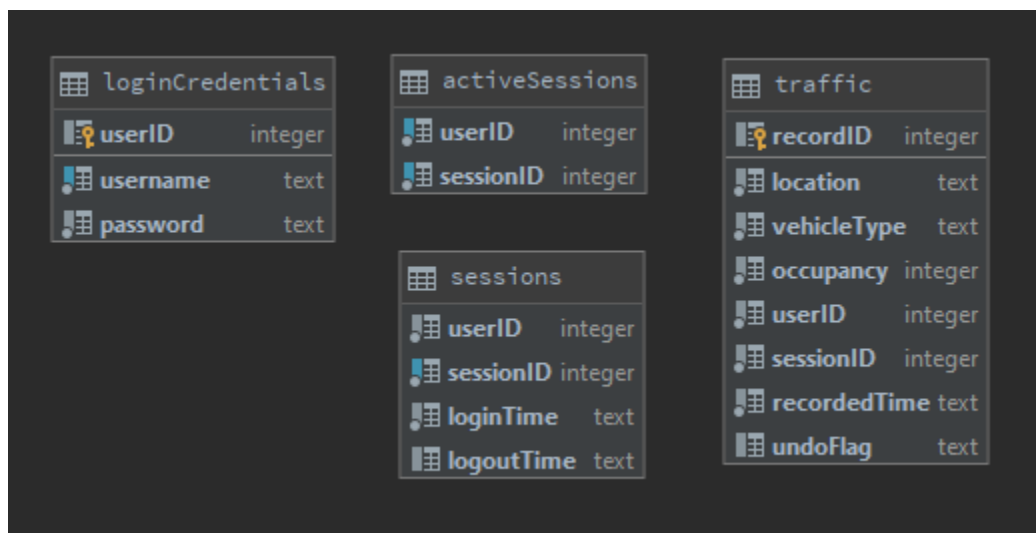 loginCredentials
userID integer
username text
password text
activeSessions
userID integer
sessionID integer
sessions
userID integer
sessionID integer
loginTime text
logoutTime text
traffic
recordID integer
location text
vehicleType text
occupancy integer
userID integer
sessionID integer
recordedTime text
undoFlag text